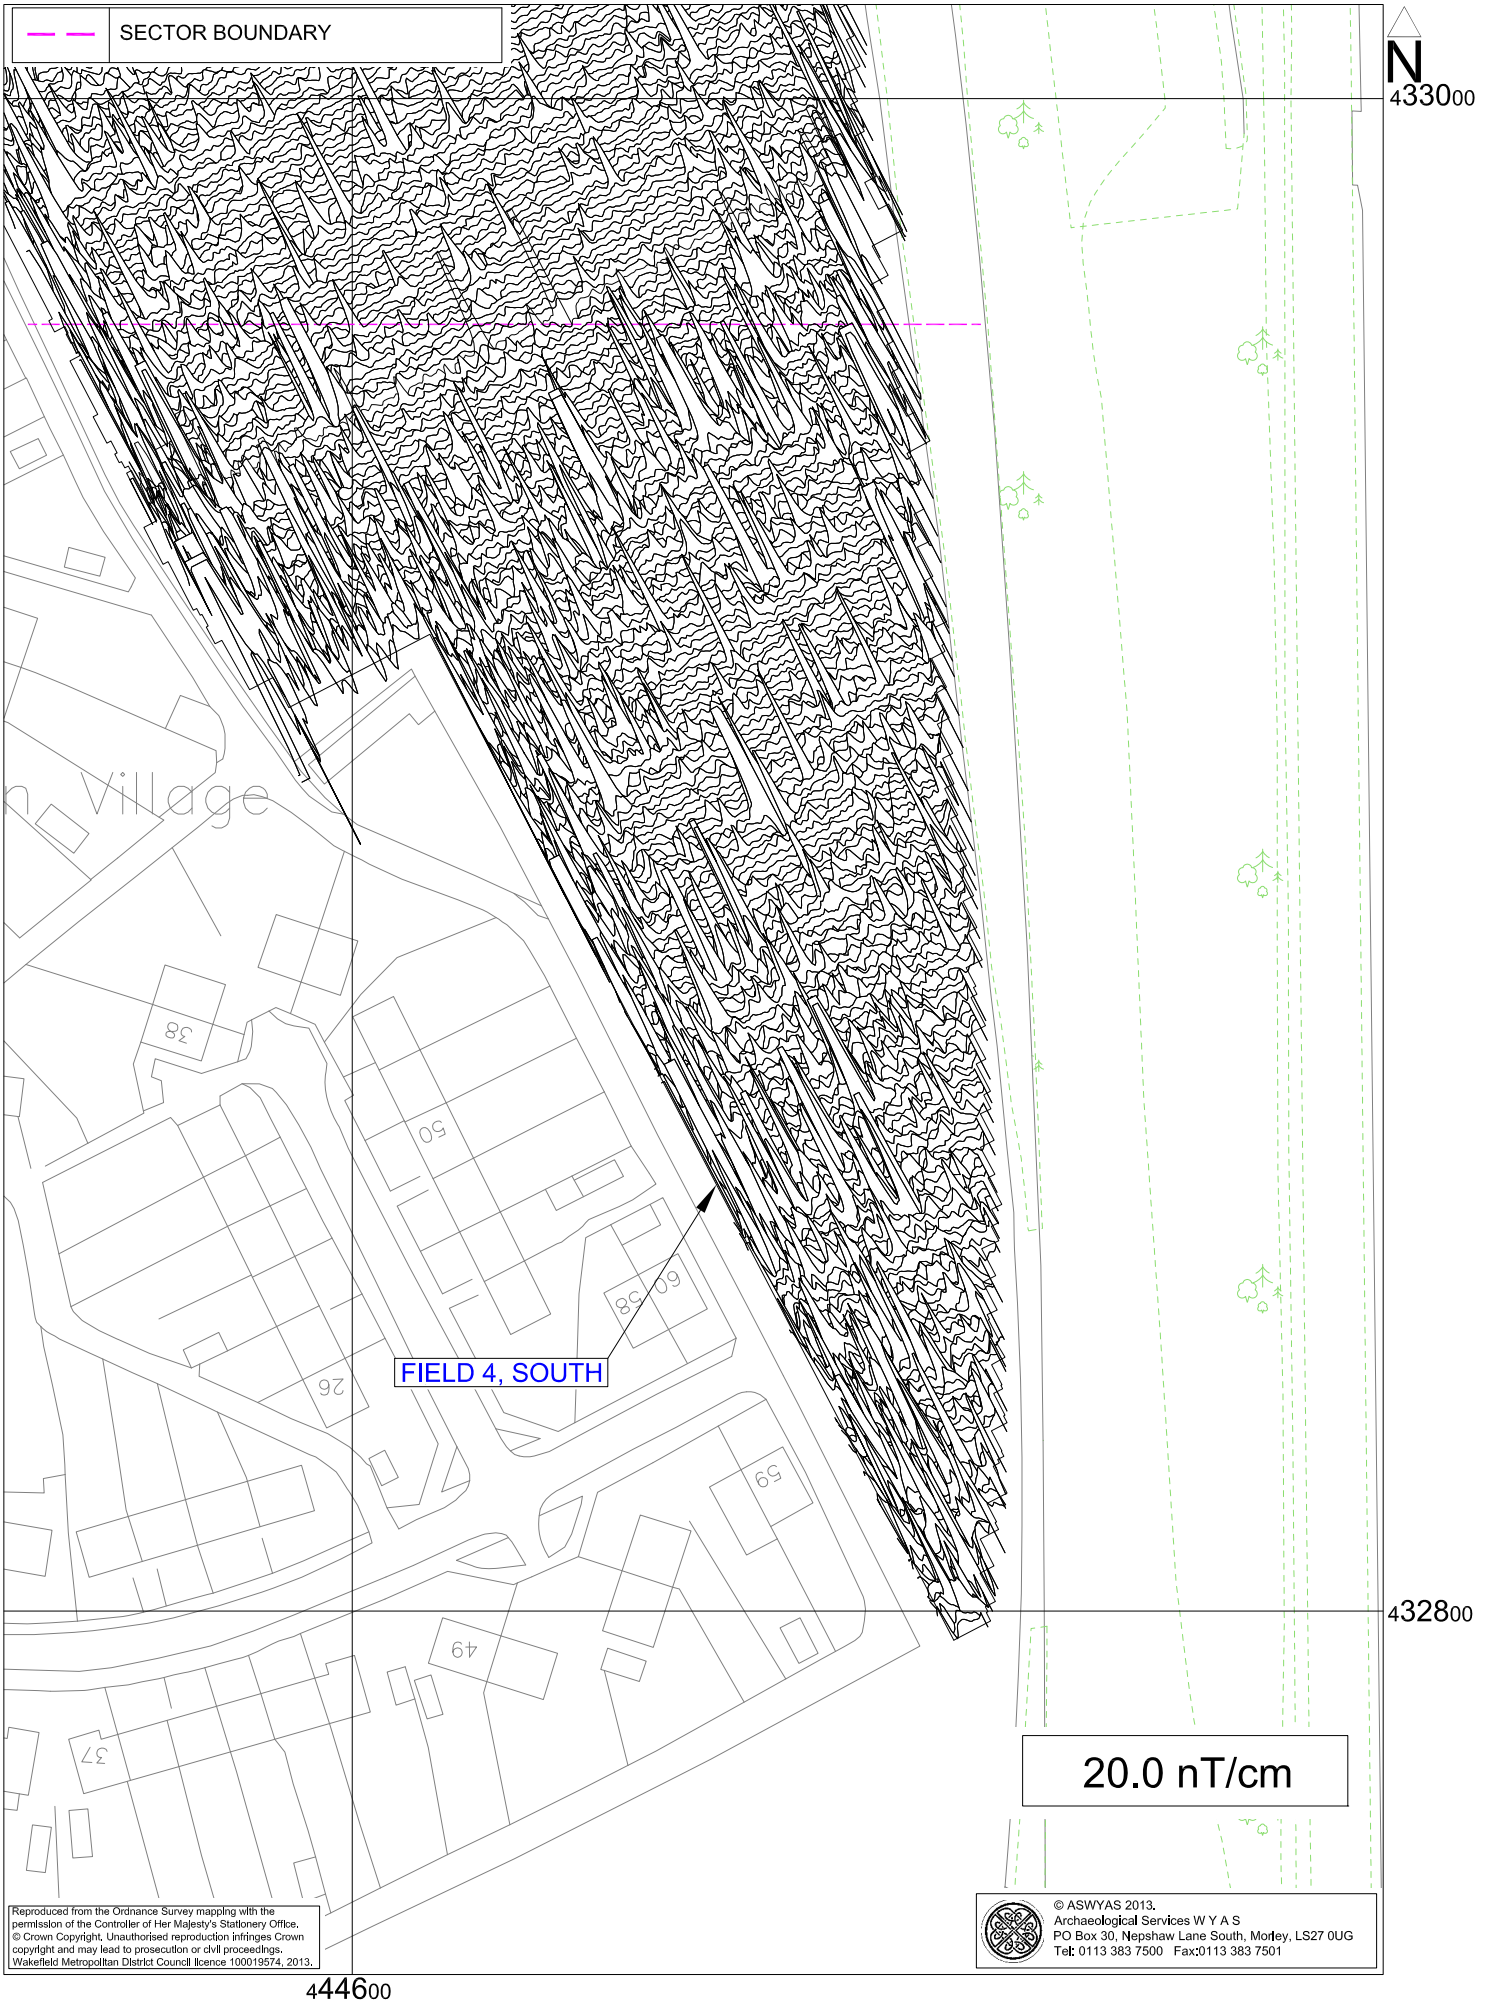 SECTOR BOUNDARY
N
433000
n Village
38
50
60
58
FIELD 4, SOUTH
26
59
432800
49
37
20.0 nT/cm
Reproduced from the Ordnance Survey mapping with the
permission of the Controller of Her Majesty's Stationery Office.
© Crown Copyright. Unauthorised reproduction infringes Crown
copyright and may lead to prosecution or civil proceedings.
Wakefield Metropolitan District Council licence 100019574, 2013.
© ASWYAS 2013.
Archaeological Services W Y A S
PO Box 30, Nepshaw Lane South, Morley, LS27 0UG
Tel: 0113 383 7500 Fax:0113 383 7501
444600